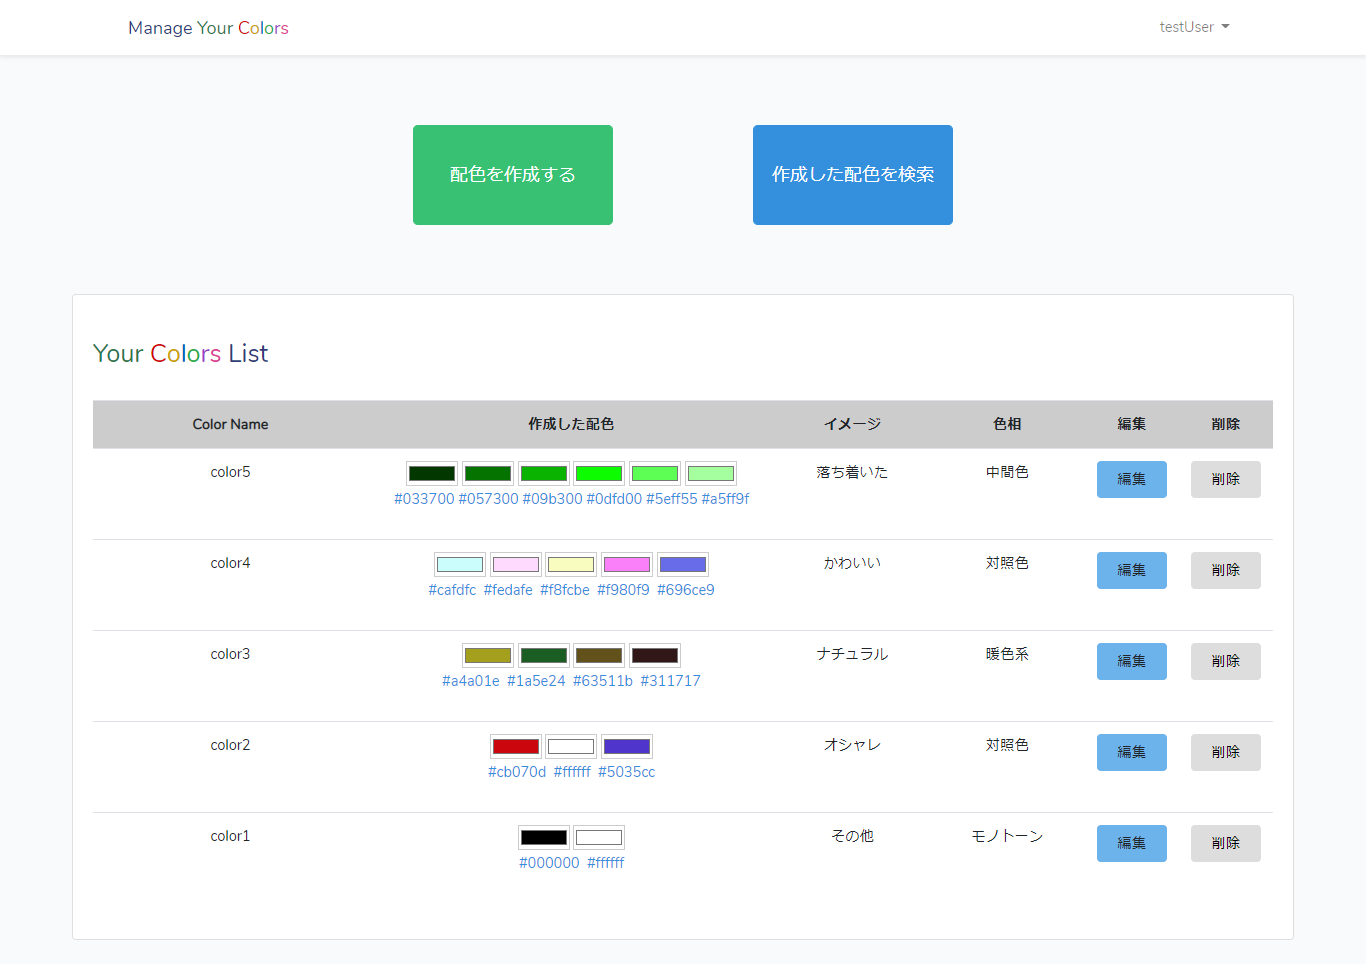 Manage Your Colors
testUser
配色を作成する
作成した配色を検索
Your Colors List
Color Name 作成した配色 イメージ 色相 編集 削除
color5 落ち着いた 中間色 編集 削除
#033700 #057300 #09b300 #0dfd00 #5eff55 #a5ff9f
color4 かわいい 対照色 編集 削除
#cafdfc #fedafe #f8fcbe #f980f9 #696ce9
color3 ナチュラル 暖色系 編集 削除
#a4a01e #1a5e24 #63511b #311717
color2 オシャレ 対照色 編集 削除
#cb070d #ffffff #5035cc
color1 その他 モノトーン 編集 削除
#000000 #ffffff